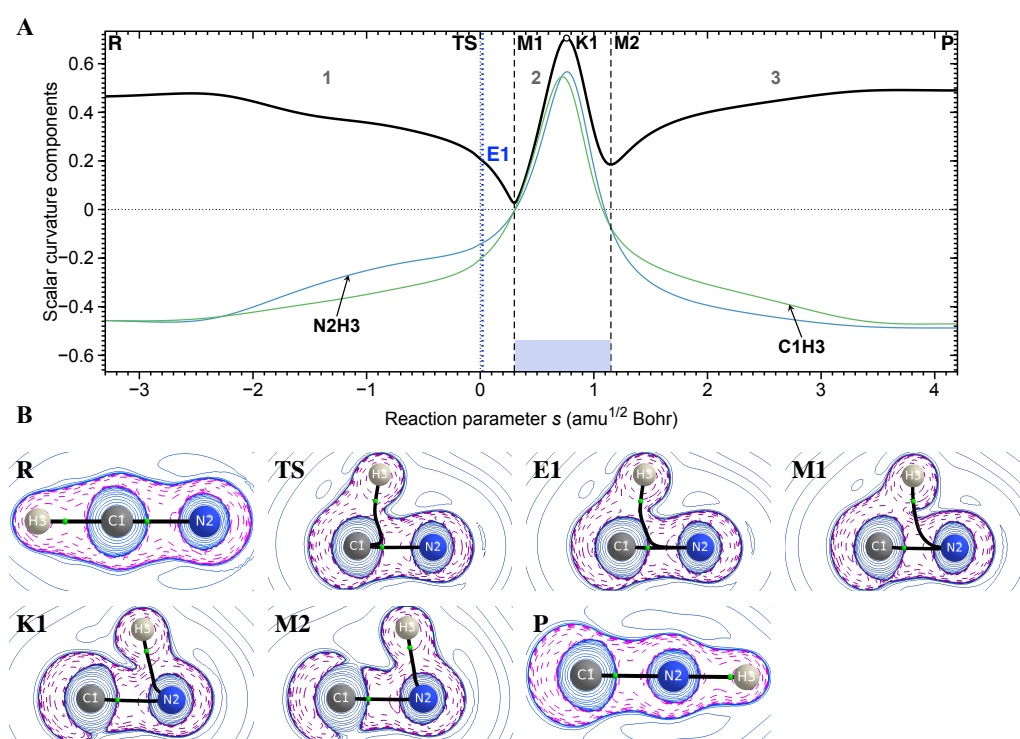 A
R TS M1 K1 M2 P
1 2 3
E1
N2H3
C1H3
Scalar curvature components
0.6
0.4
0.2
0
−0.2
−0.4
−0.6
−3 −2 −1 0 1 2 3 4
Reaction parameter s (amu1/2 Bohr)
B
R TS E1 M1
H3 C1 N2
H3 C1 N2
H3 C1 N2
H3 C1 N2
K1 M2 P
H3 C1 N2
H3 C1 N2
C1 N2 H3